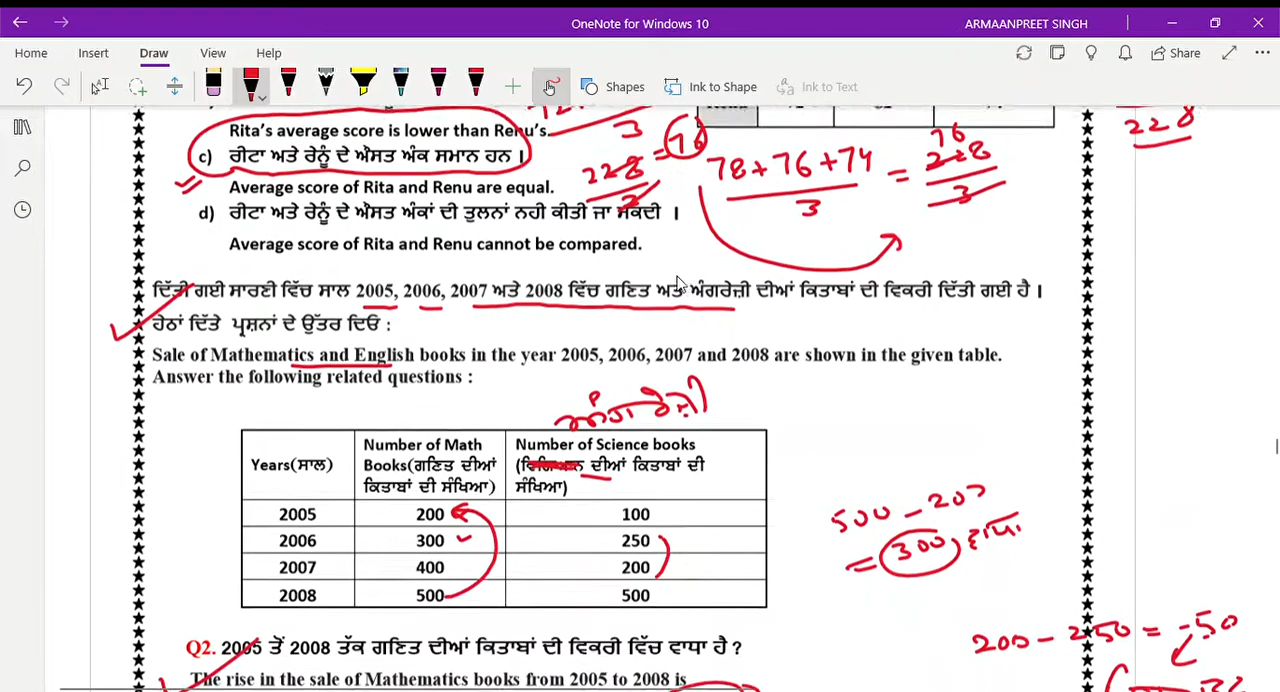 OneNote for Windows 10
ARMAANPREET SINGH
Home Insert Draw View Help
Share
Shapes Ink to Shape Ink to Text
Rita's average score is lower than Renu's.
3
228
c) ਰੀਟਾ ਅਤੇ ਰੇਨੂੰ ਦੇ ਔਸਤ ਅੰਕ ਸਮਾਨ ਹਨ ।
228/3 = 76
78+76+74/3 = 228/3
76
Average score of Rita and Renu are equal.
d) ਰੀਟਾ ਅਤੇ ਰੇਨੂੰ ਦੇ ਔਸਤ ਅੰਕਾਂ ਦੀ ਤੁਲਨਾਂ ਨਹੀ ਕੀਤੀ ਜਾ ਸਕਦੀ ।
Average score of Rita and Renu cannot be compared.
ਦਿੱਤੀ ਗਈ ਸਾਰਣੀ ਵਿੱਚ ਸਾਲ 2005, 2006, 2007 ਅਤੇ 2008 ਵਿੱਚ ਗਣਿਤ ਅਤੇ ਅੰਗਰੇਜ਼ੀ ਦੀਆਂ ਕਿਤਾਬਾਂ ਦੀ ਵਿਕਰੀ ਦਿੱਤੀ ਗਈ ਹੈ ।
ਹੇਠਾਂ ਦਿੱਤੇ ਪ੍ਰਸ਼ਨਾਂ ਦੇ ਉੱਤਰ ਦਿਓ :
Sale of Mathematics and English books in the year 2005, 2006, 2007 and 2008 are shown in the given table.
Answer the following related questions :
ਅੰਗਰੇਜ਼ੀ
Years(ਸਾਲ) Number of Math Books(ਗਣਿਤ ਦੀਆਂ ਕਿਤਾਬਾਂ ਦੀ ਸੰਖਿਆ) Number of Science books ( ਦੀਆਂ ਕਿਤਾਬਾਂ ਦੀ ਸੰਖਿਆ)
2005 200 100
2006 300 250
2007 400 200
2008 500 500
500 - 200
= 300, ਵਾਧਾ
200 - 250 = -50
Q2. 2005 ਤੋਂ 2008 ਤੱਕ ਗਣਿਤ ਦੀਆਂ ਕਿਤਾਬਾਂ ਦੀ ਵਿਕਰੀ ਵਿੱਚ ਵਾਧਾ ਹੈ ?
The rise in the sale of Mathematics books from 2005 to 2008 is